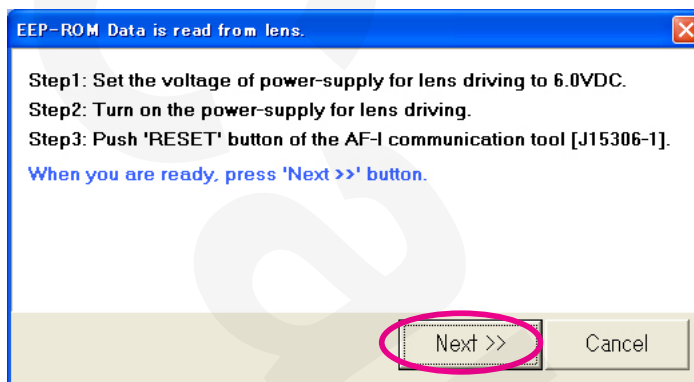 EEP-ROM Data is read from lens.
Step1: Set the voltage of power-supply for lens driving to 6.0VDC.
Step2: Turn on the power-supply for lens driving.
Step3: Push 'RESET' button of the AF-I communication tool [J15306-1].
When you are ready, press 'Next >>' button.
Next >>
Cancel